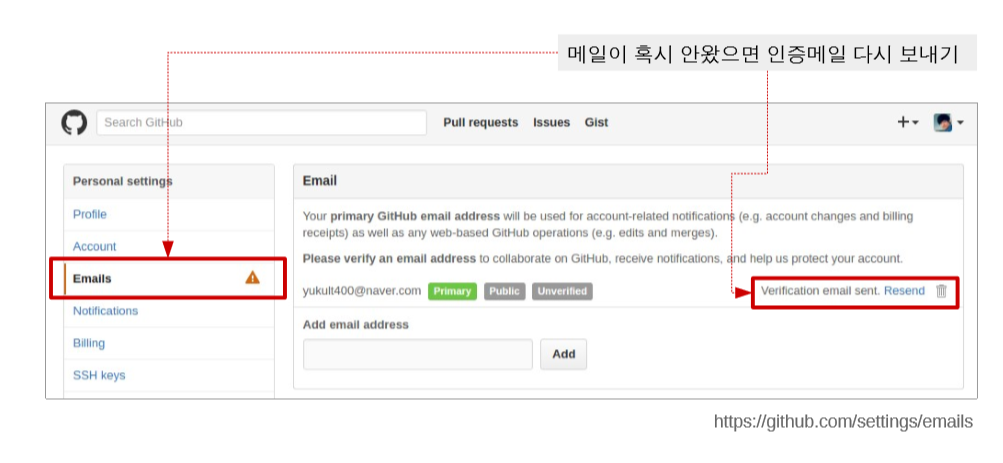 메일이 혹시 안왔으면 인증메일 다시 보내기
Search GitHub
Pull requests Issues Gist
Personal settings
Profile
Account
Emails
Notifications
Billing
SSH keys
Email
Your primary GitHub email address will be used for account-related notifications (e.g. account changes and billing
receipts) as well as any web-based GitHub operations (e.g. edits and merges).
Please verify an email address to collaborate on GitHub, receive notifications, and help us protect your account.
yukult400@naver.com Primary Public Unverified Verification email sent. Resend
Add email address
Add
https://github.com/settings/emails